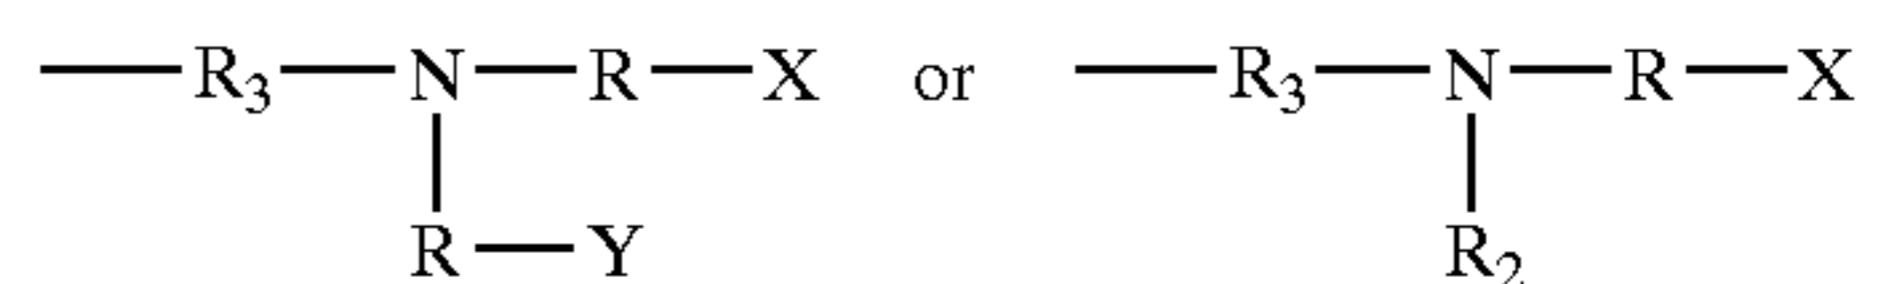 —R₃—N—R—X or —R₃—N—R—X
R—Y R₂